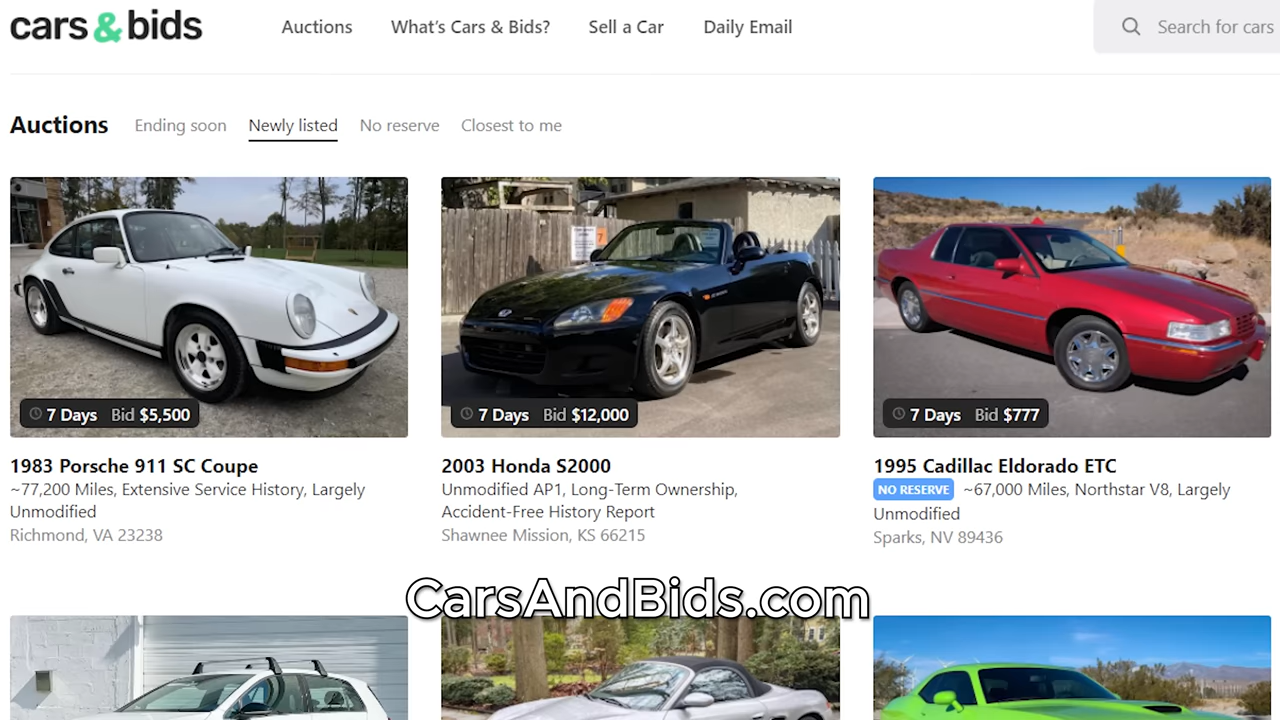 cars & bids
Auctions
What's Cars & Bids?
Sell a Car
Daily Email
Search for cars
Auctions
Ending soon
Newly listed
No reserve
Closest to me
7 Days Bid $5,500
7 Days Bid $12,000
7 Days Bid $777
1983 Porsche 911 SC Coupe
~77,200 Miles, Extensive Service History, Largely
Unmodified
Richmond, VA 23238
2003 Honda S2000
Unmodified AP1, Long-Term Ownership,
Accident-Free History Report
Shawnee Mission, KS 66215
1995 Cadillac Eldorado ETC
NO RESERVE ~67,000 Miles, Northstar V8, Largely
Unmodified
Sparks, NV 89436
CarsAndBids.com